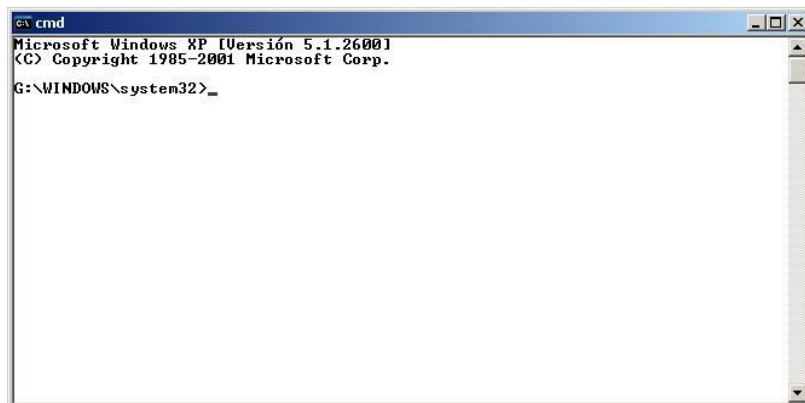 cmd
Microsoft Windows XP [Versión 5.1.2600]
(C) Copyright 1985-2001 Microsoft Corp.
G:\WINDOWS\system32>_